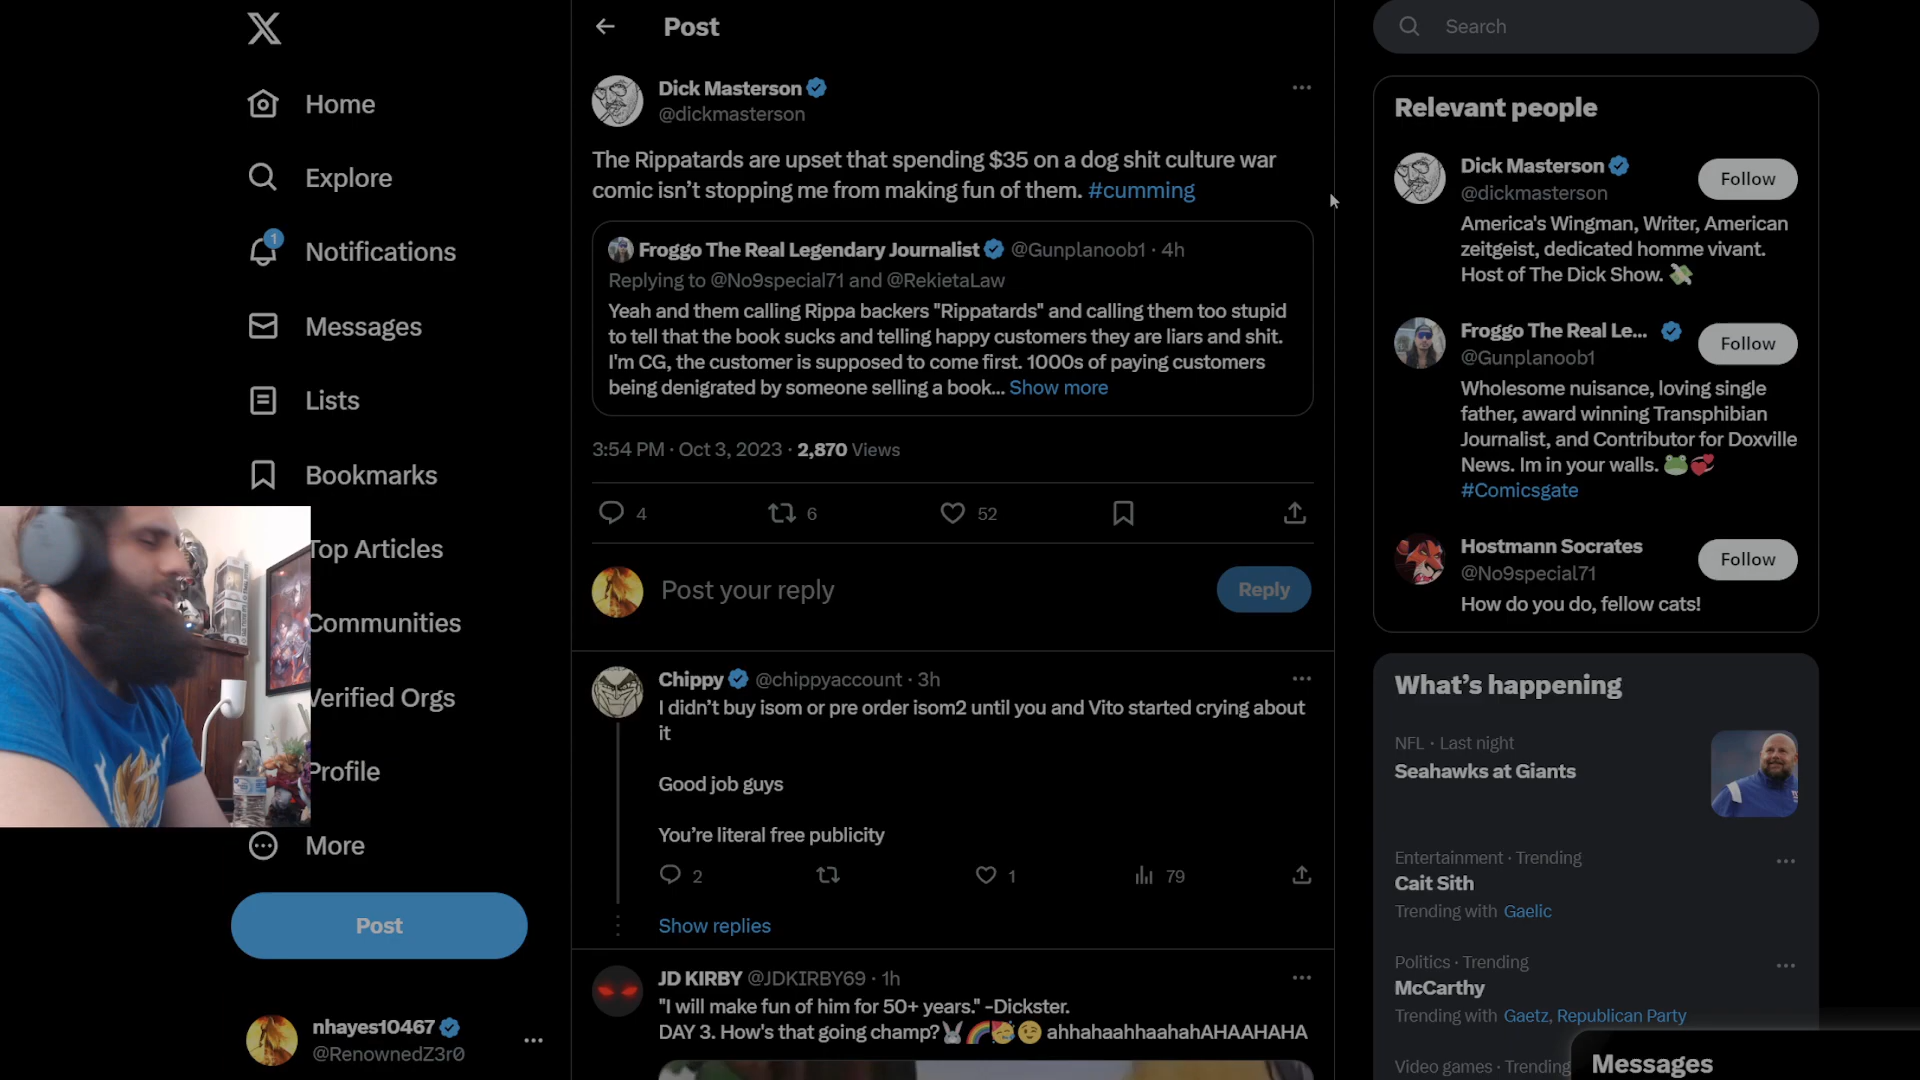 X
Home
Explore
1
Notifications
Messages
Lists
Bookmarks
Top Articles
Communities
Verified Orgs
Profile
More
Post
nhayes10467
@RenownedZ3r0
Post
Dick Masterson
@dickmasterson
The Rippatards are upset that spending $35 on a dog shit culture war
comic isn’t stopping me from making fun of them. #cumming
Froggo The Real Legendary Journalist @Gunplanoob1 · 4h
Replying to @No9special71 and @RekietaLaw
Yeah and them calling Rippa backers "Rippatards" and calling them too stupid
to tell that the book sucks and telling happy customers they are liars and shit.
I'm CG, the customer is supposed to come first. 1000s of paying customers
being denigrated by someone selling a book... Show more
3:54 PM · Oct 3, 2023 · 2,870 Views
4 6 52
Post your reply
Reply
Chippy @chippyaccount · 3h
I didn’t buy isom or pre order isom2 until you and Vito started crying about
it
Good job guys
You’re literal free publicity
2 1 79
Show replies
JD KIRBY @JDKIRBY69 · 1h
"I will make fun of him for 50+ years." -Dickster.
DAY 3. How's that going champ?🐰🌈🥳😉 ahhahaahhaahahAHAAHAHA
Search
Relevant people
Dick Masterson
@dickmasterson
Follow
America's Wingman, Writer, American
zeitgeist, dedicated homme vivant.
Host of The Dick Show. 💸
Froggo The Real Le...
@Gunplanoob1
Follow
Wholesome nuisance, loving single
father, award winning Transphibian
Journalist, and Contributor for Doxville
News. Im in your walls. 🐸💞
#Comicsgate
Hostmann Socrates
@No9special71
Follow
How do you do, fellow cats!
What’s happening
NFL · Last night
Seahawks at Giants
Entertainment · Trending
Cait Sith
Trending with Gaelic
Politics · Trending
McCarthy
Trending with Gaetz, Republican Party
Video games · Trending
Messages